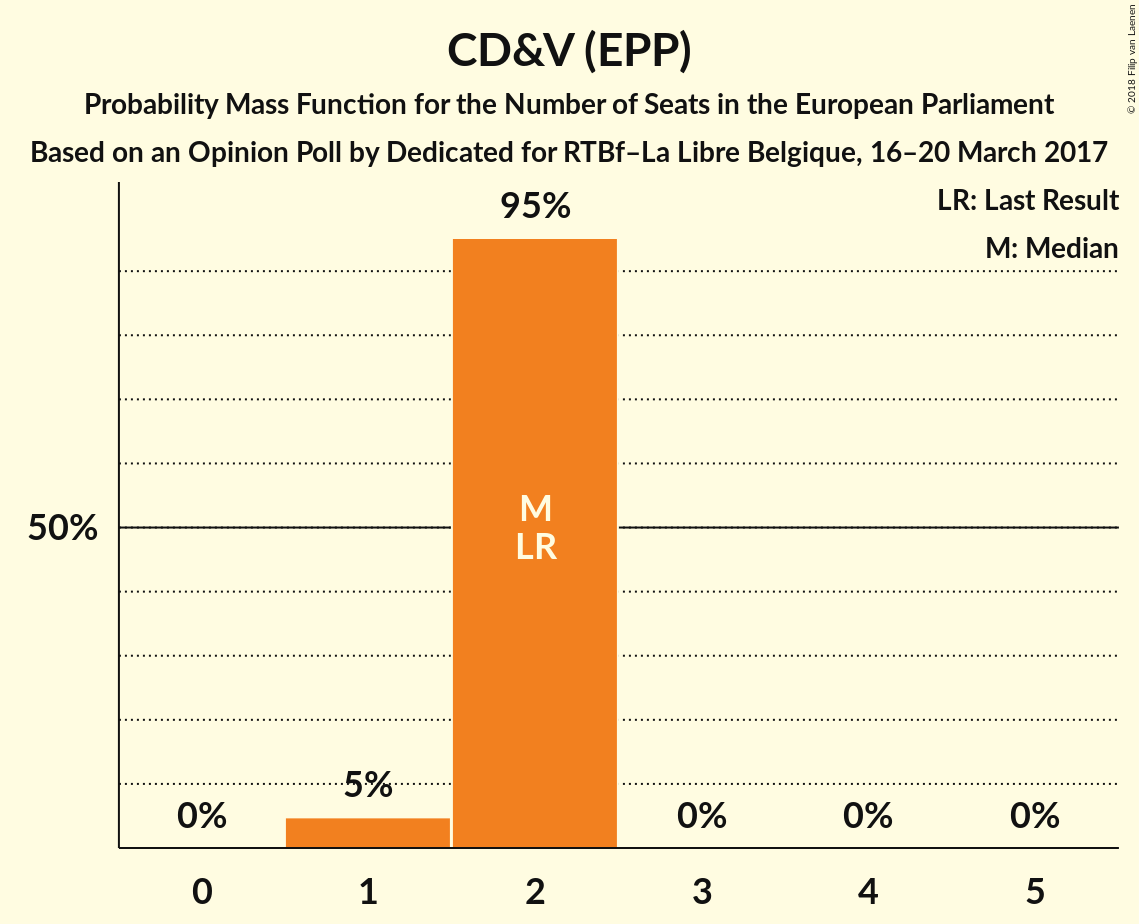 CD&V (EPP)
Probability Mass Function for the Number of Seats in the European Parliament
Based on an Opinion Poll by Dedicated for RTBf–La Libre Belgique, 16–20 March 2017
© 2018 Filip van Laenen
LR: Last Result
M: Median
95%
50%
M
LR
5%
0%
0%
0%
0%
0
1
2
3
4
5